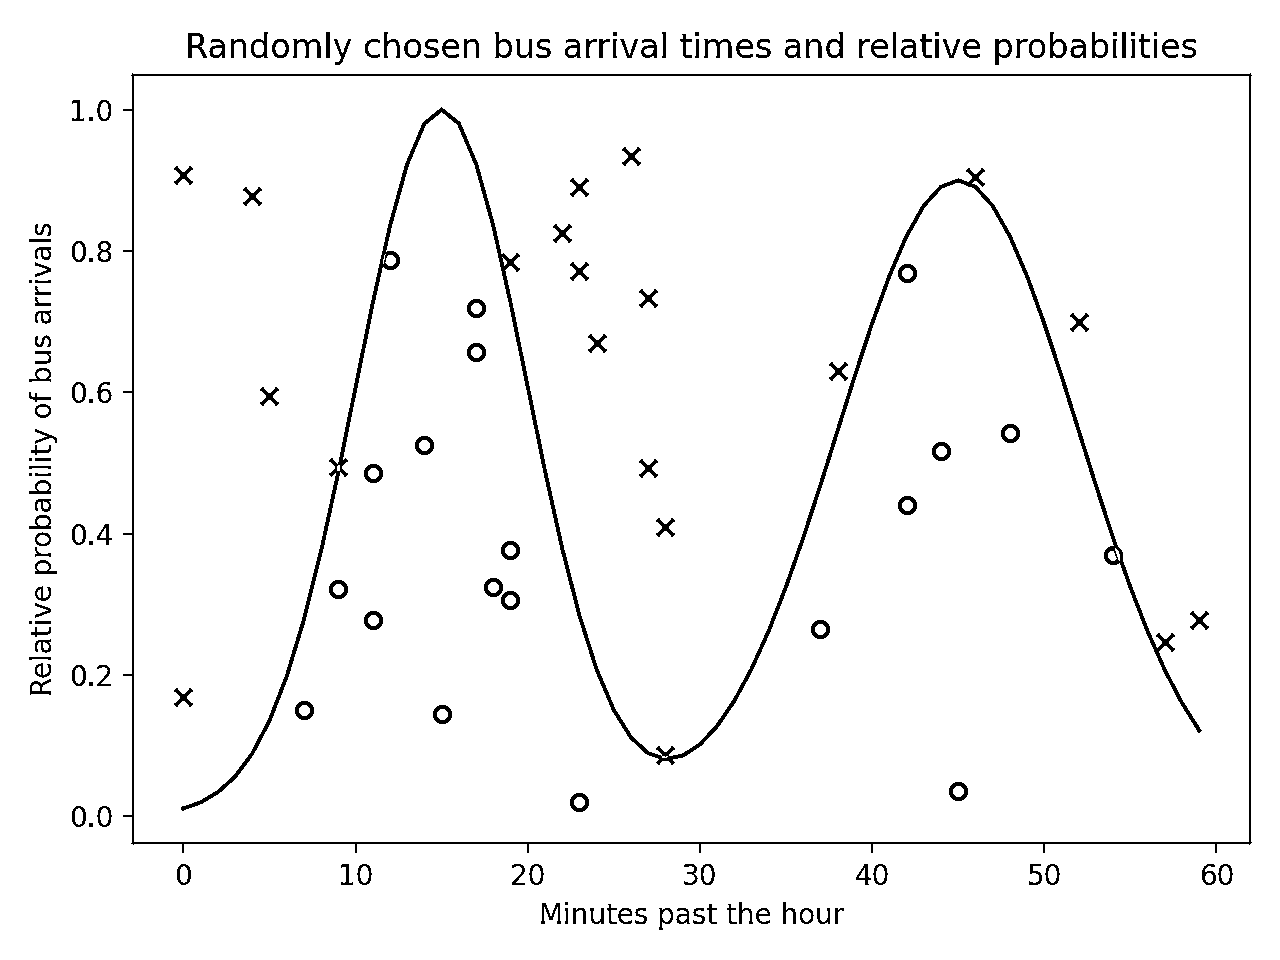 Randomly chosen bus arrival times and relative probabilities
Relative probability of bus arrivals
1.0
0.8
0.6
0.4
0.2
0.0
0 10 20 30 40 50 60
Minutes past the hour